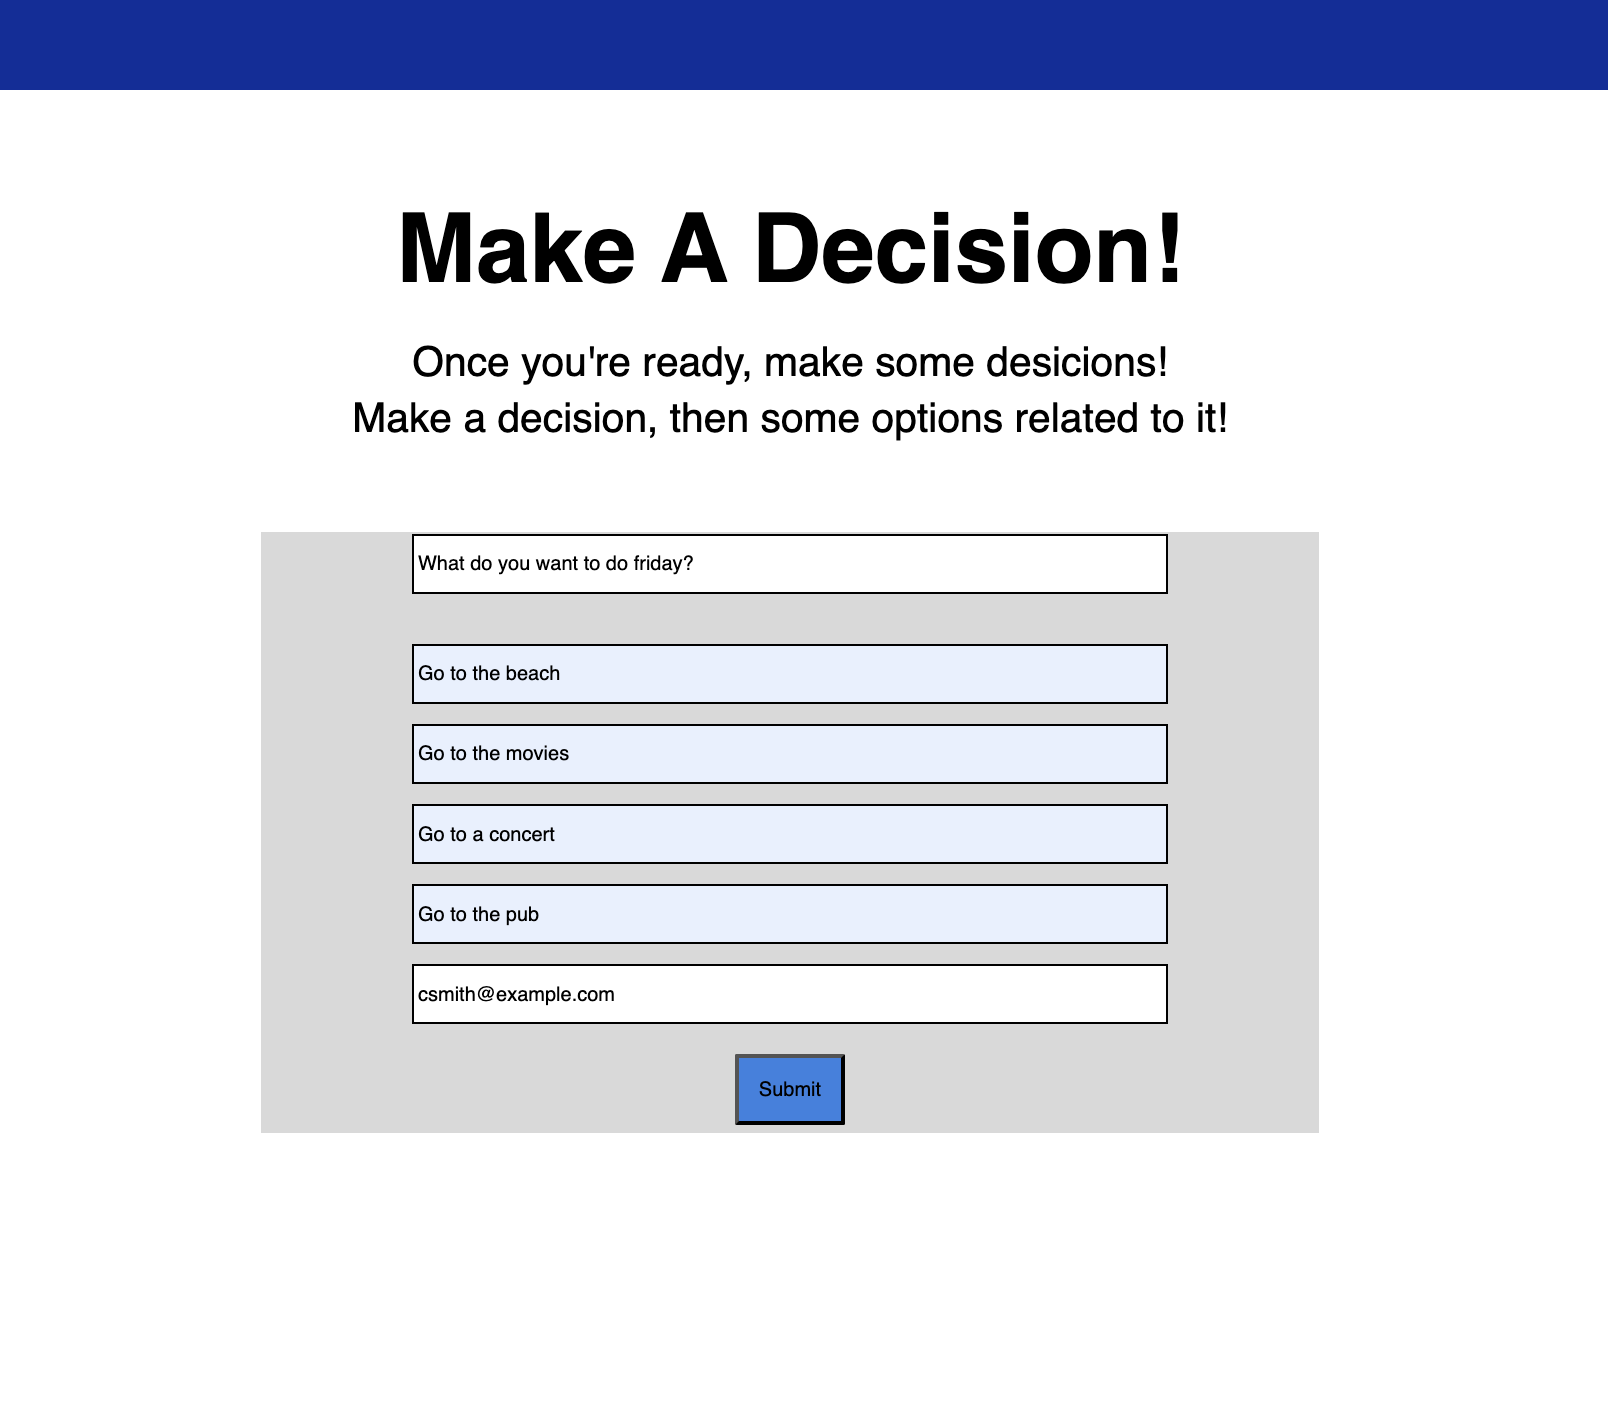 Make A Decision!
Once you're ready, make some desicions!
Make a decision, then some options related to it!
What do you want to do friday?
Go to the beach
Go to the movies
Go to a concert
Go to the pub
csmith@example.com
Submit